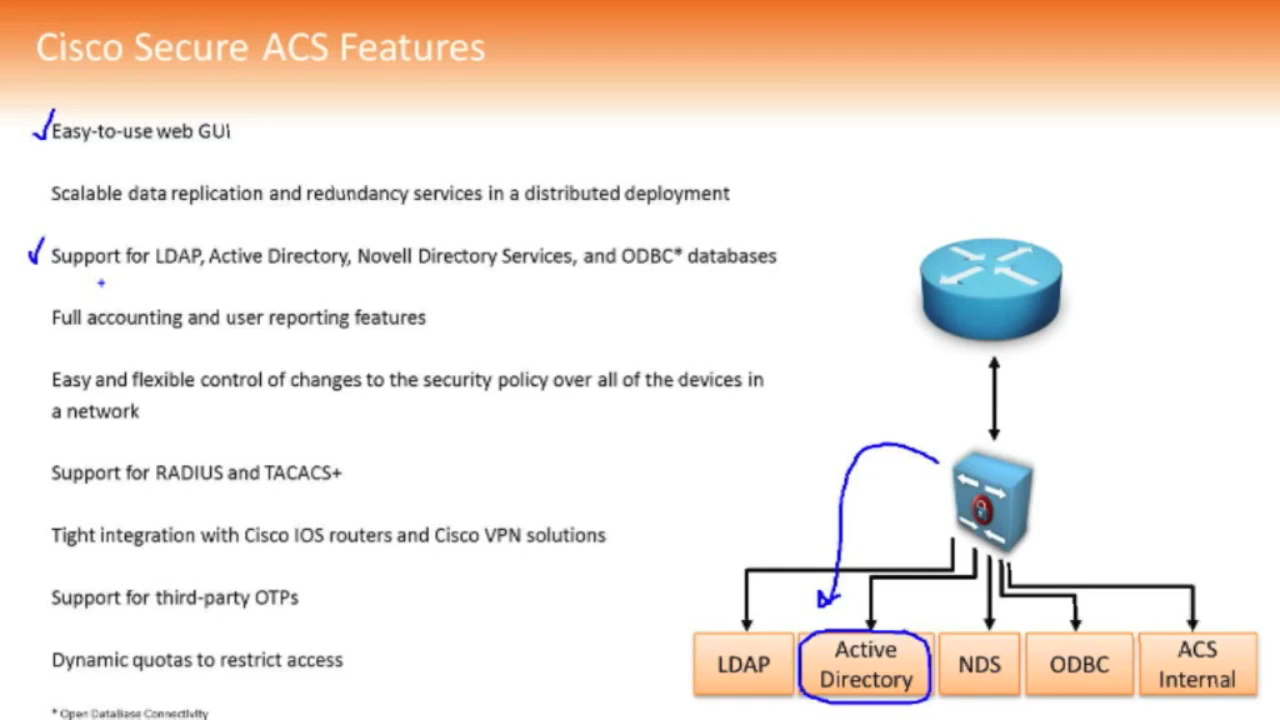 Cisco Secure ACS Features
Easy-to-use web GUI
Scalable data replication and redundancy services in a distributed deployment
Support for LDAP, Active Directory, Novell Directory Services, and ODBC* databases
Full accounting and user reporting features
Easy and flexible control of changes to the security policy over all of the devices in
a network
Support for RADIUS and TACACS+
Tight integration with Cisco IOS routers and Cisco VPN solutions
Support for third-party OTPs
Dynamic quotas to restrict access
* Open DataBase Connectivity
LDAP
Active
Directory
NDS
ODBC
ACS
Internal